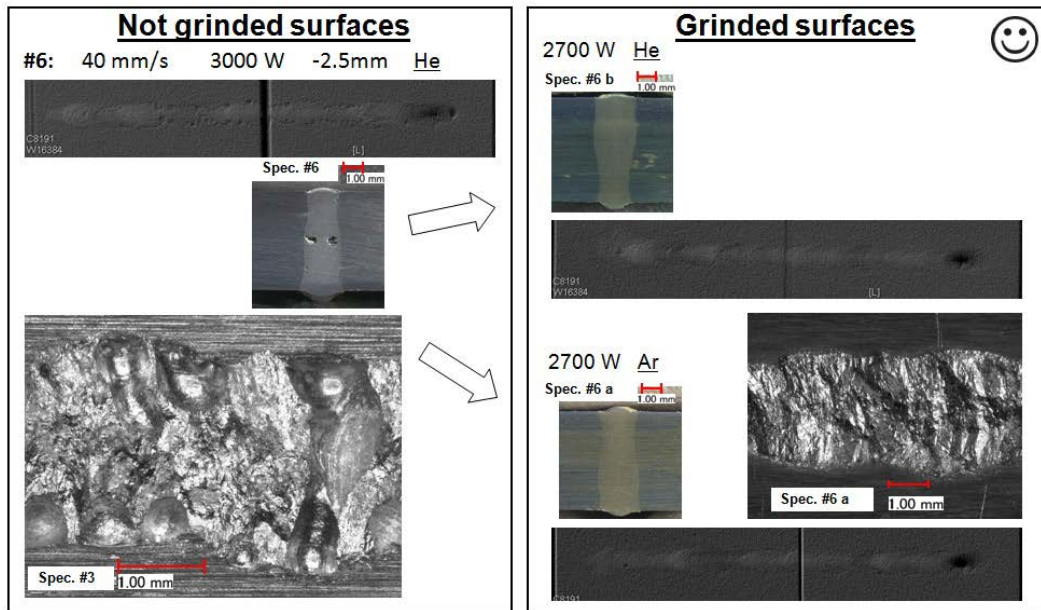 Not grinded surfaces
#6: 40 mm/s 3000 W -2.5mm He
C8191
W16384
[L]
Spec. #6
1.00 mm
Spec. #3
1.00 mm
Grinded surfaces
2700 W He
Spec. #6 b
1.00 mm
C8191
W16384
[L]
2700 W Ar
Spec. #6 a
1.00 mm
Spec. #6 a
1.00 mm
C8191